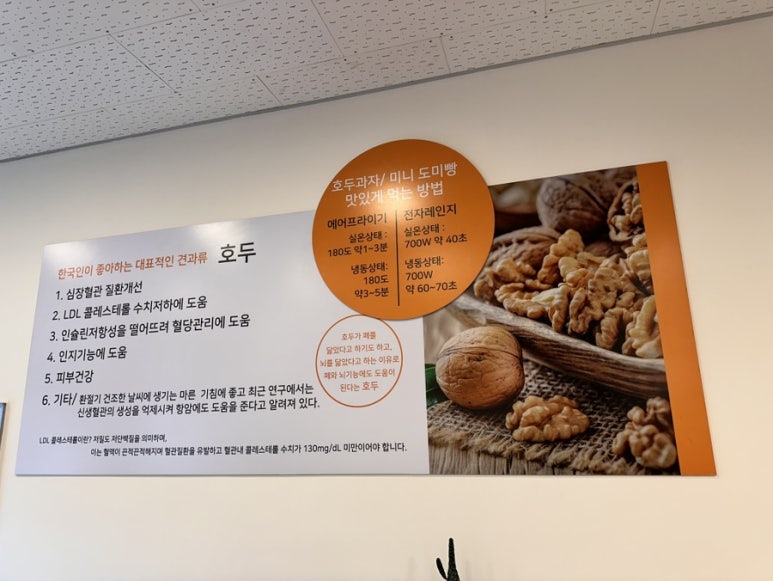 호두과자/ 미니 도미빵
맛있게 먹는 방법
에어프라이기
실온상태 :
180도 약1~3분
냉동상태:
180도
약3~5분
전자레인지
실온상태 :
700W 약 40초
냉동상태:
700W
약 60~70초
한국인이 좋아하는 대표적인 견과류 호두
1. 심장혈관 질환개선
2. LDL 콜레스테롤 수치저하에 도움
3. 인슐린저항성을 떨어뜨려 혈당관리에 도움
4. 인지기능에 도움
5. 피부건강
6. 기타/ 환절기 건조한 날씨에 생기는 마른 기침에 좋고 최근 연구에서는
신생혈관의 생성을 억제시켜 항암에도 도움을 준다고 알려져 있다.
호두가 폐를
닮았다고 하기도 하고,
뇌를 닮았다고 하는 이유로
폐와 뇌기능에도 도움이
된다는 호두
LDL 콜레스테롤이란? 저밀도 저단백질을 의미하며,
이는 혈액이 끈적끈적해지며 혈관질환을 유발하고 혈관내 콜레스테롤 수치가 130mg/dL 미만이어야 합니다.